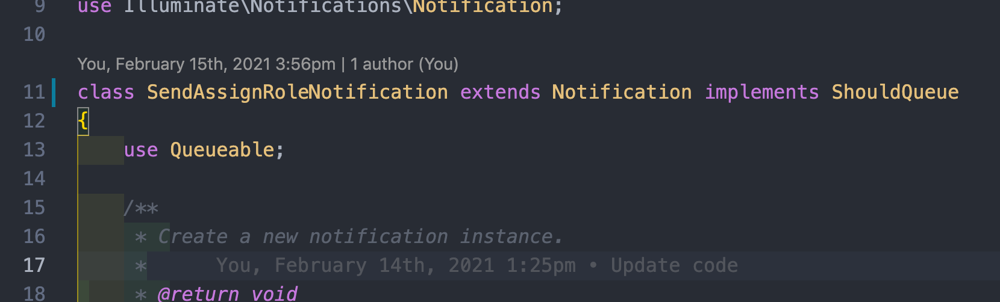 9 use Illuminate\Notifications\Notification;
10
You, February 15th, 2021 3:56pm | 1 author (You)
11 class SendAssignRoleNotification extends Notification implements ShouldQueue
12 {
13 use Queueable;
14
15 /**
16 * Create a new notification instance.
17 * You, February 14th, 2021 1:25pm • Update code
18 * @return void